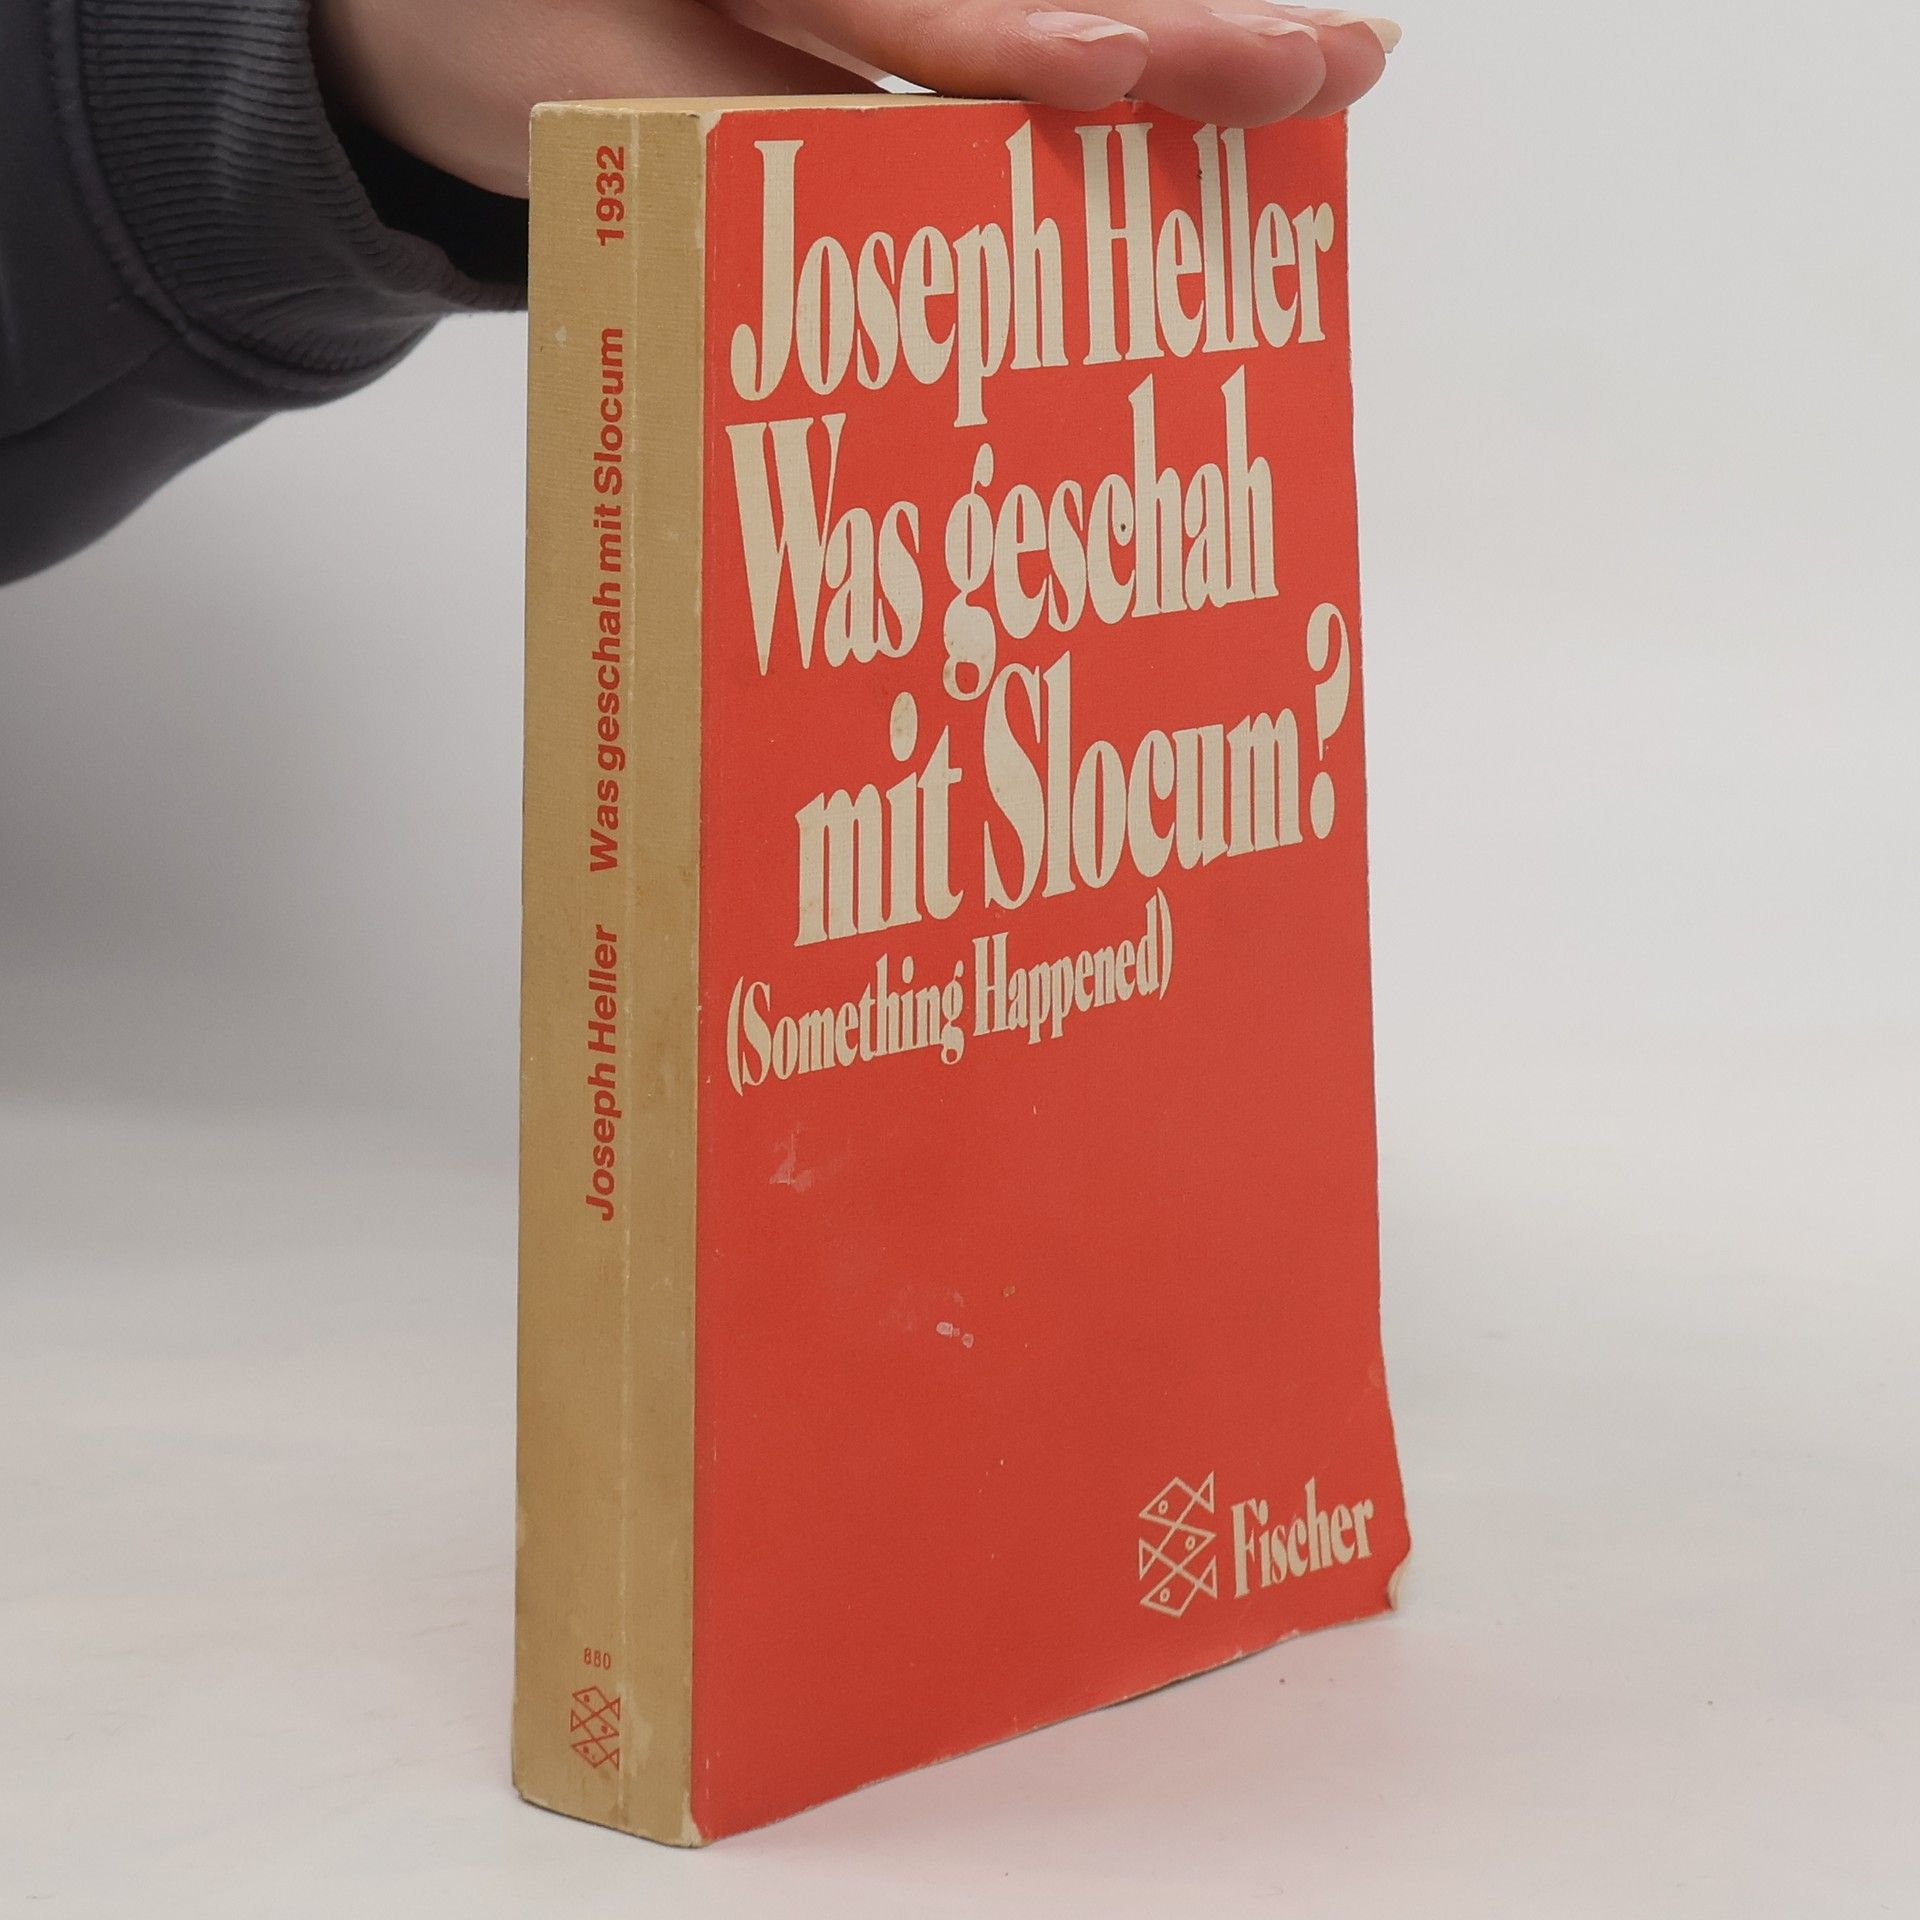 Joseph Heller
Was geschah
mit Slocum?
(Something Happened)
Fischer
Joseph Heller Was geschah mit Slocum 1932
880